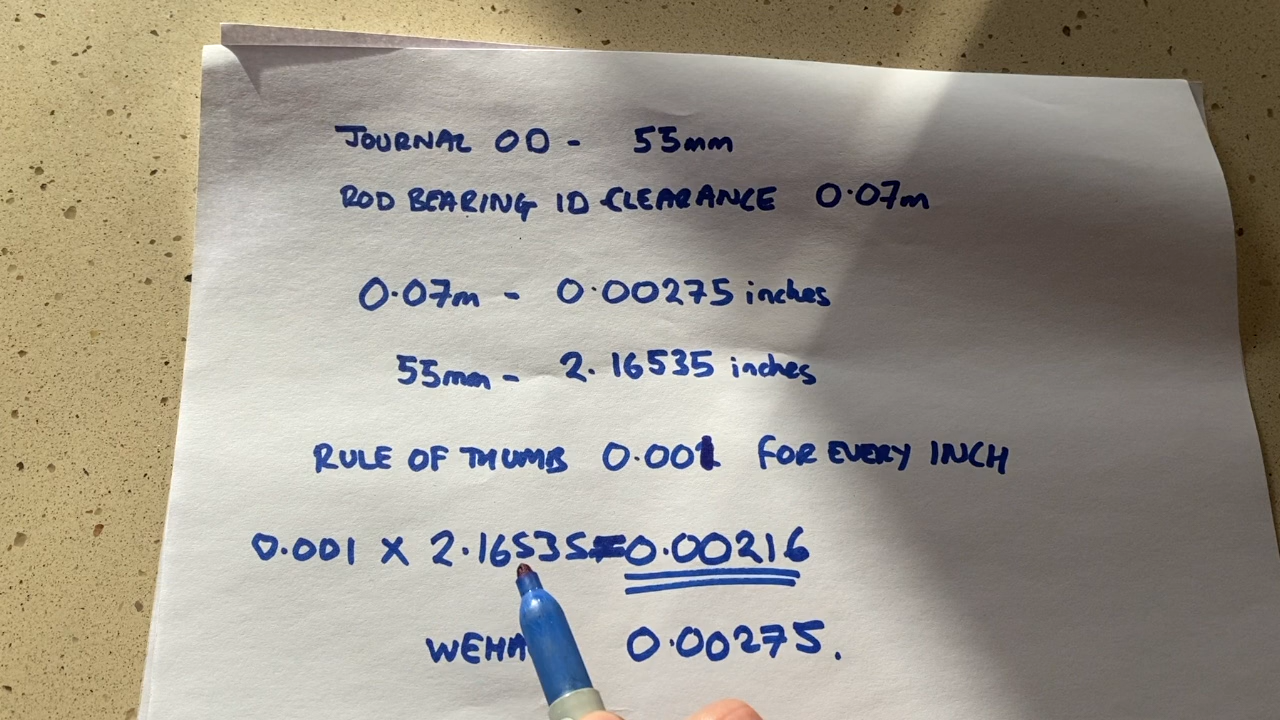 JOURNAL OD - 55mm
ROD BEARING ID CLEARANCE 0.07m
0.07m - 0.00275 inches
55mm - 2.16535 inches
RULE OF THUMB 0.001 FOR EVERY INCH
0.001 X 2.16535=0.00216
0.00275.